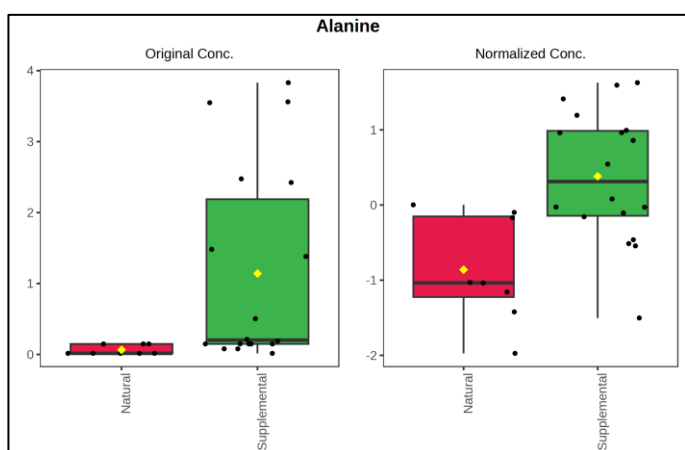 Alanine
Original Conc.
Normalized Conc.
4
3
2
1
0
Natural
Supplemental
1
0
-1
-2
Natural
Supplemental